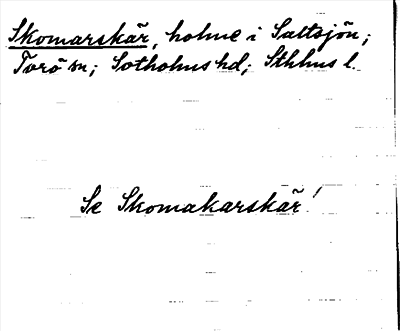 Skomarskär, holme i Saltsjön;
Torö sn; Sotholms hd; Sthlms l.
Se Skomakarskär!